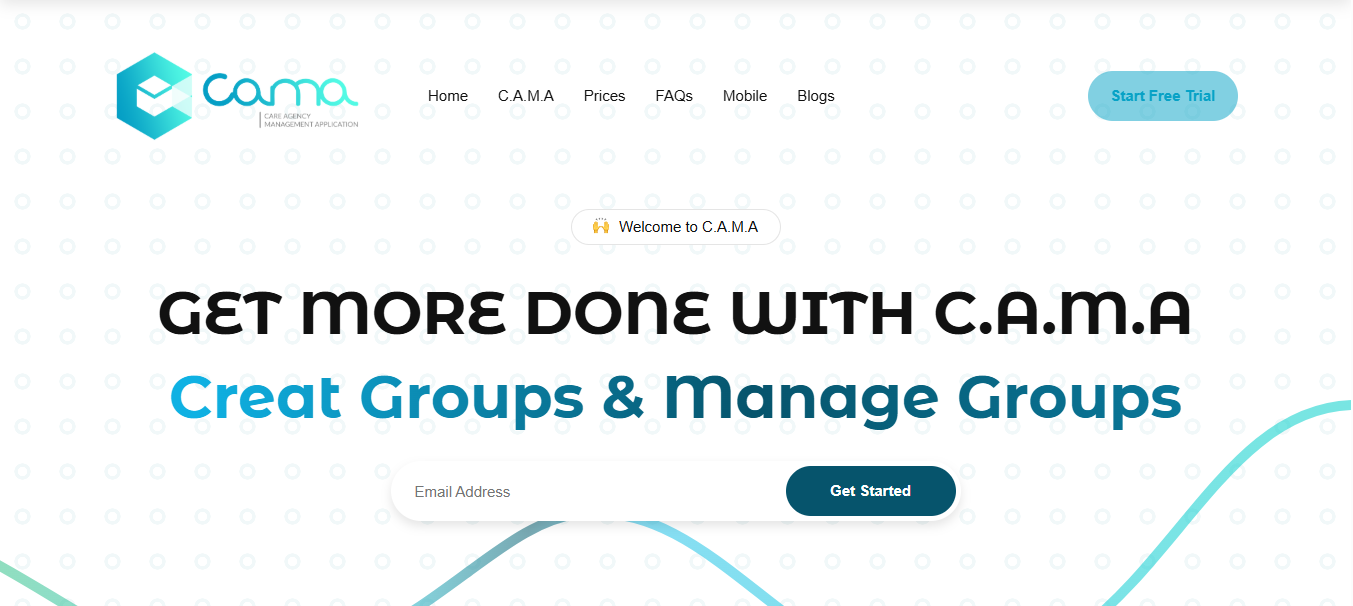 cama
CARE AGENCY
MANAGEMENT APPLICATION
Home C.A.M.A Prices FAQs Mobile Blogs
Start Free Trial
Welcome to C.A.M.A
GET MORE DONE WITH C.A.M.A
Creat Groups & Manage Groups
Email Address
Get Started